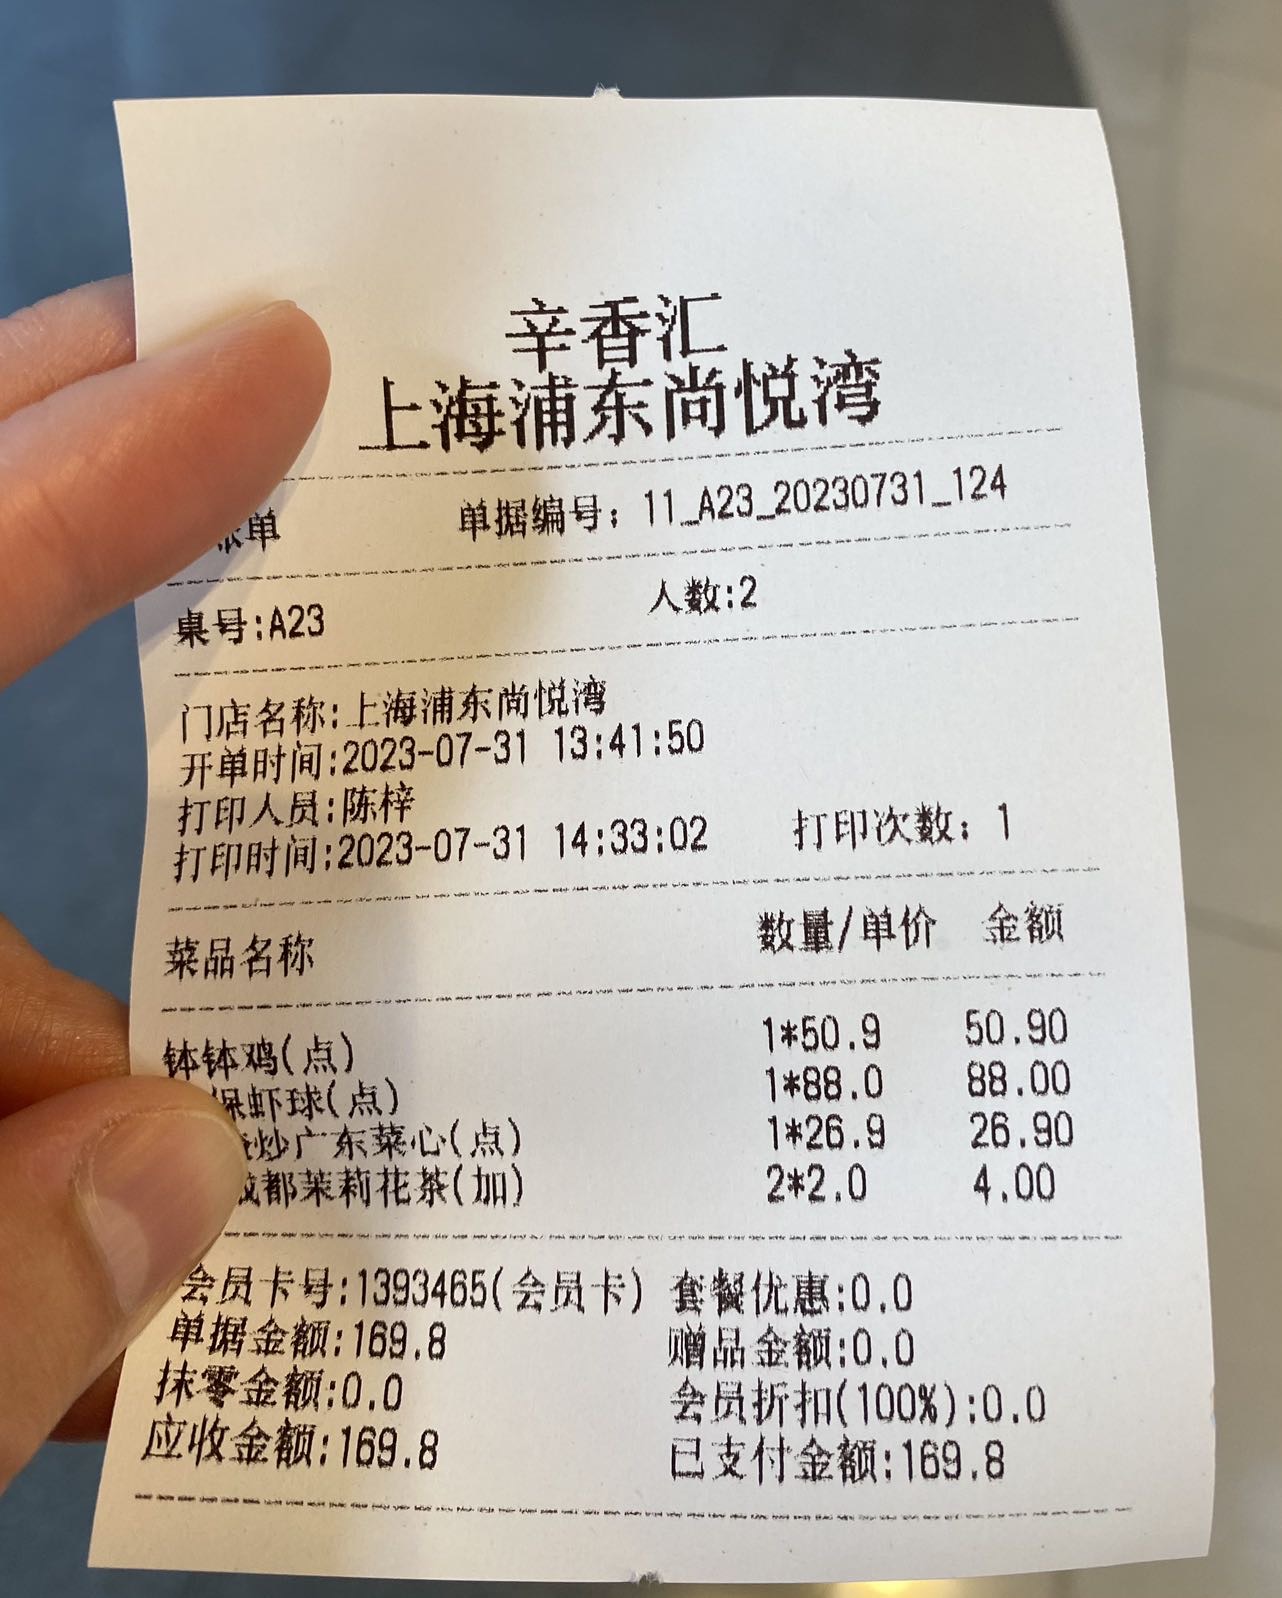 辛香汇
上海浦东尚悦湾
账单 单据编号：11_A23_20230731_124
桌号:A23 人数:2
门店名称:上海浦东尚悦湾
开单时间:2023-07-31 13:41:50
打印人员:陈梓
打印时间:2023-07-31 14:33:02 打印次数：1
菜品名称 数量/单价 金额
钵钵鸡(点) 1*50.9 50.90
虾球(点) 1*88.0 88.00
炒广东菜心(点) 1*26.9 26.90
成都茉莉花茶(加) 2*2.0 4.00
会员卡号:1393465(会员卡) 套餐优惠:0.0
单据金额:169.8 赠品金额:0.0
抹零金额:0.0 会员折扣(100%):0.0
应收金额:169.8 已支付金额:169.8